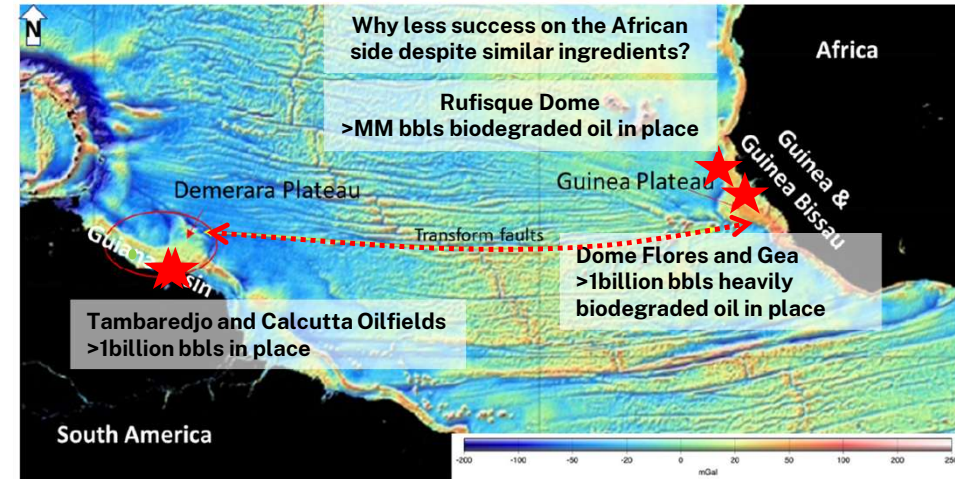 N
Why less success on the African
side despite similar ingredients?
Africa
Rufisque Dome
>MM bbls biodegraded oil in place
Guinea &
Guinea Bissau
Demerara Plateau
Guinea Plateau
Transform faults
Dome Flores and Gea
>1billion bbls heavily
biodegraded oil in place
Tambaredjo and Calcutta Oilfields
>1billion bbls in place
South America
-200 -100 -50 -20 0 20 50 100 200 250
mGal